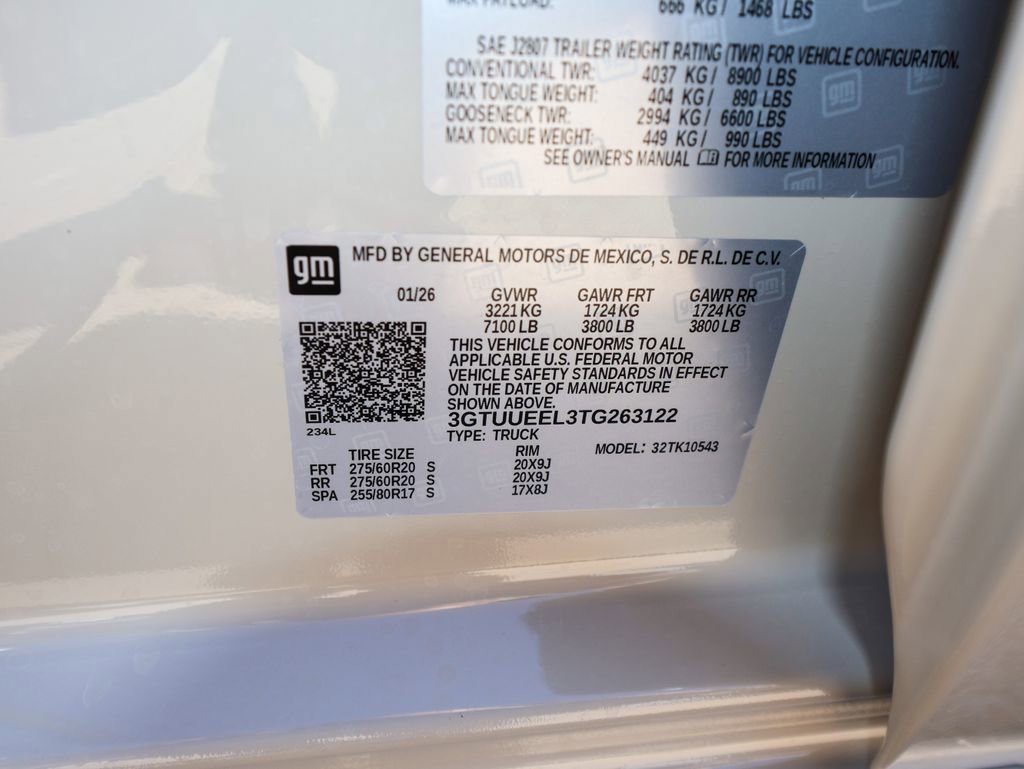 MAX PAYLOAD: 666 KG / 1468 LBS
SAE J2807 TRAILER WEIGHT RATING (TWR) FOR VEHICLE CONFIGURATION.
CONVENTIONAL TWR: 4037 KG / 8900 LBS
MAX TONGUE WEIGHT: 404 KG / 890 LBS
GOOSENECK TWR: 2994 KG / 6600 LBS
MAX TONGUE WEIGHT: 449 KG / 990 LBS
SEE OWNER'S MANUAL FOR MORE INFORMATION
gm
MFD BY GENERAL MOTORS DE MEXICO, S. DE R.L. DE C.V.
01/26 GVWR GAWR FRT GAWR RR
3221 KG 1724 KG 1724 KG
7100 LB 3800 LB 3800 LB
THIS VEHICLE CONFORMS TO ALL
APPLICABLE U.S. FEDERAL MOTOR
VEHICLE SAFETY STANDARDS IN EFFECT
ON THE DATE OF MANUFACTURE
SHOWN ABOVE.
3GTUUEEL3TG263122
234L
TYPE: TRUCK
MODEL: 32TK10543
TIRE SIZE RIM
FRT 275/60R20 S 20X9J
RR 275/60R20 S 20X9J
SPA 255/80R17 S 17X8J